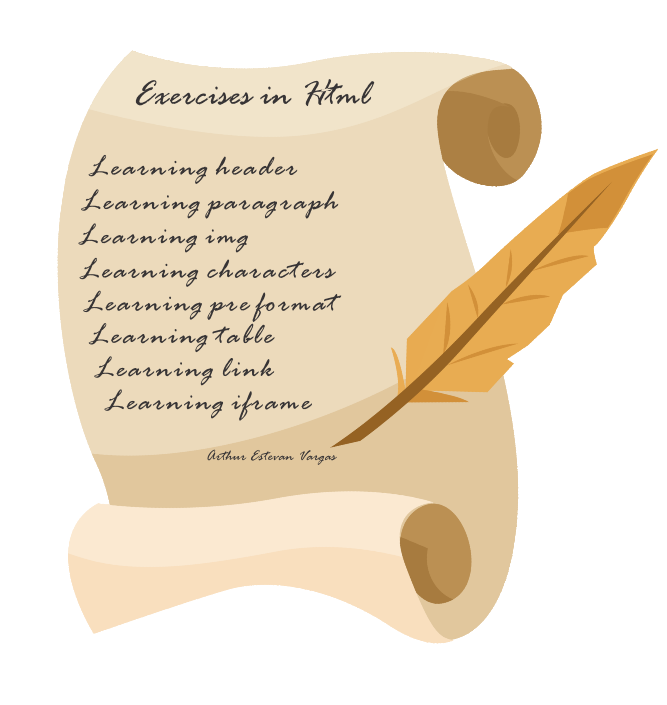 Exercises in Html
Learning header
Learning paragraph
Learning img
Learning characters
Learning pre format
Learning table
Learning link
Learning iframe
Arthur Estevan Vargas